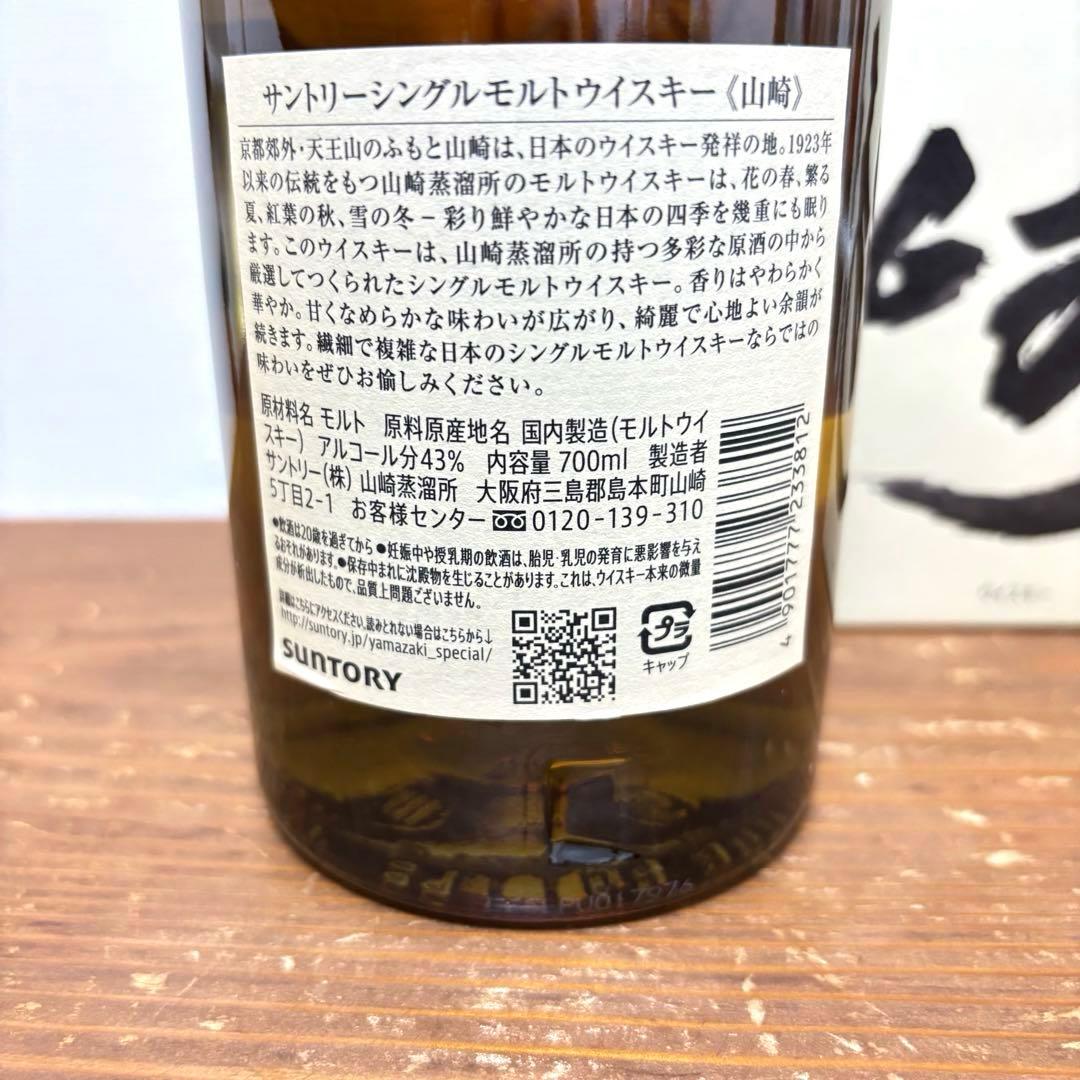 サントリーシングルモルトウイスキー《山崎》
京都郊外・天王山のふもと山崎は、日本のウイスキー発祥の地。1923年
以来の伝統をもつ山崎蒸溜所のモルトウイスキーは、花の春、繁る
夏、紅葉の秋、雪の冬−彩り鮮やかな日本の四季を幾重にも眠り
ます。このウイスキーは、山崎蒸溜所の持つ多彩な原酒の中から
厳選してつくられたシングルモルトウイスキー。香りはやわらかく
華やか。甘くなめらかな味わいが広がり、綺麗で心地よい余韻が
続きます。繊細で複雑な日本のシングルモルトウイスキーならではの
味わいをぜひお愉しみください。
原材料名 モルト 原料原産地名 国内製造(モルトウイ
スキー) アルコール分43% 内容量 700ml 製造者
サントリー(株) 山崎蒸溜所 大阪府三島郡島本町山崎
5丁目2-1 お客様センター 0120-139-310
●飲酒は20歳を過ぎてから ●妊娠中や授乳期の飲酒は、胎児・乳児の発育に悪影響を与え
るおそれがあります。●保存中まれに沈殿物を生じることがあります。これは、ウイスキー本来の微量
成分が析出したもので、品質上問題ございません。
詳細はこちらにアクセスください。読みとれない場合はこちらから↓
http://suntory.jp/yamazaki_special/
SUNTORY
プラ
キャップ
4 901777 233812
PU017976